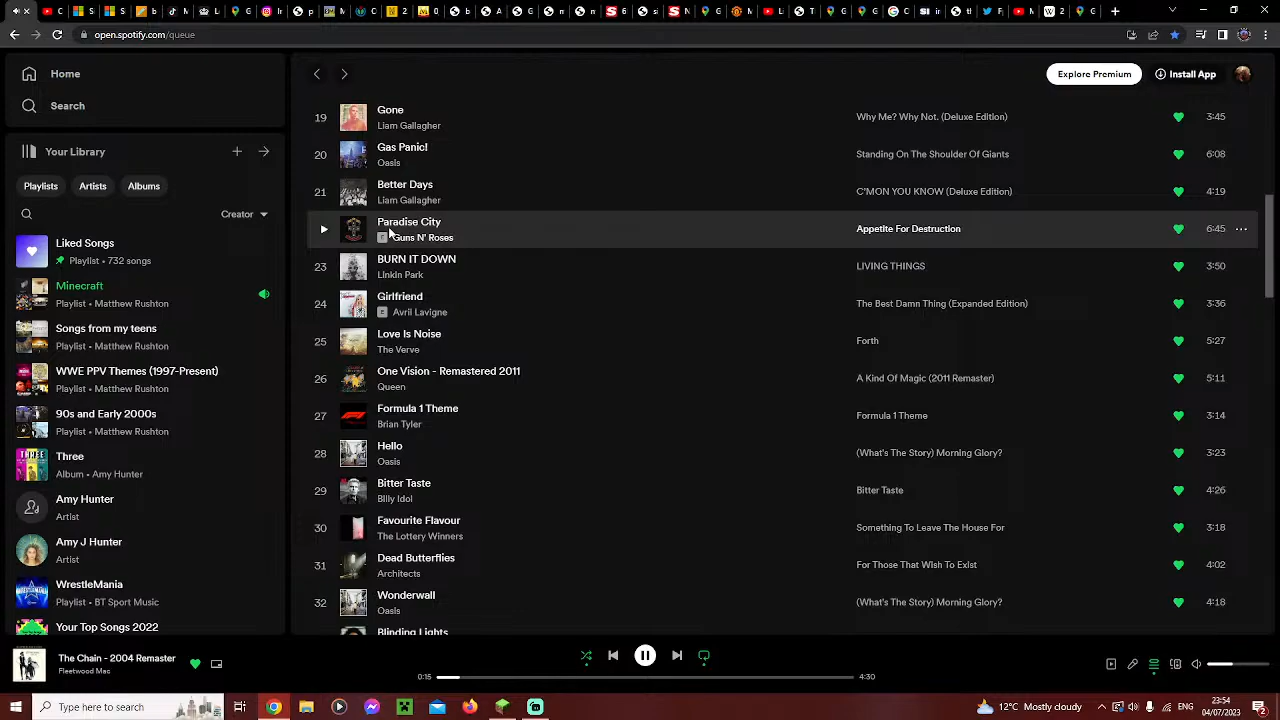 open.spotify.com/queue
Home
Search
Your Library
Playlists
Artists
Albums
Creator
Liked Songs
Playlist • 732 songs
Minecraft
Playlist • Matthew Rushton
Songs from my teens
Playlist • Matthew Rushton
WWE PPV Themes (1997-Present)
Playlist • Matthew Rushton
90s and Early 2000s
Playlist • Matthew Rushton
Three
Album • Amy Hunter
Amy Hunter
Artist
Amy J Hunter
Artist
WrestleMania
Playlist • BT Sport Music
Your Top Songs 2022
Explore Premium
Install App
19 Gone Why Me? Why Not. (Deluxe Edition) 3:45
Liam Gallagher
20 Gas Panic! Standing On The Shoulder Of Giants 6:08
Oasis
21 Better Days C'MON YOU KNOW (Deluxe Edition) 4:19
Liam Gallagher
Paradise City Appetite For Destruction 6:45
E Guns N' Roses
23 BURN IT DOWN LIVING THINGS 3:50
Linkin Park
24 Girlfriend The Best Damn Thing (Expanded Edition) 3:36
E Avril Lavigne
25 Love Is Noise Forth 5:27
The Verve
26 One Vision - Remastered 2011 A Kind Of Magic (2011 Remaster) 5:11
Queen
27 Formula 1 Theme Formula 1 Theme 3:14
Brian Tyler
28 Hello (What's The Story) Morning Glory? 3:23
Oasis
29 Bitter Taste Bitter Taste 4:26
Billy Idol
30 Favourite Flavour Something To Leave The House For 3:18
The Lottery Winners
31 Dead Butterflies For Those That Wish To Exist 4:02
Architects
32 Wonderwall (What's The Story) Morning Glory? 4:18
Oasis
Blinding Lights
The Chain - 2004 Remaster
Fleetwood Mac
0:15
4:30
Type here to search
12°C Mostly cloudy
23:54
04/07/2023